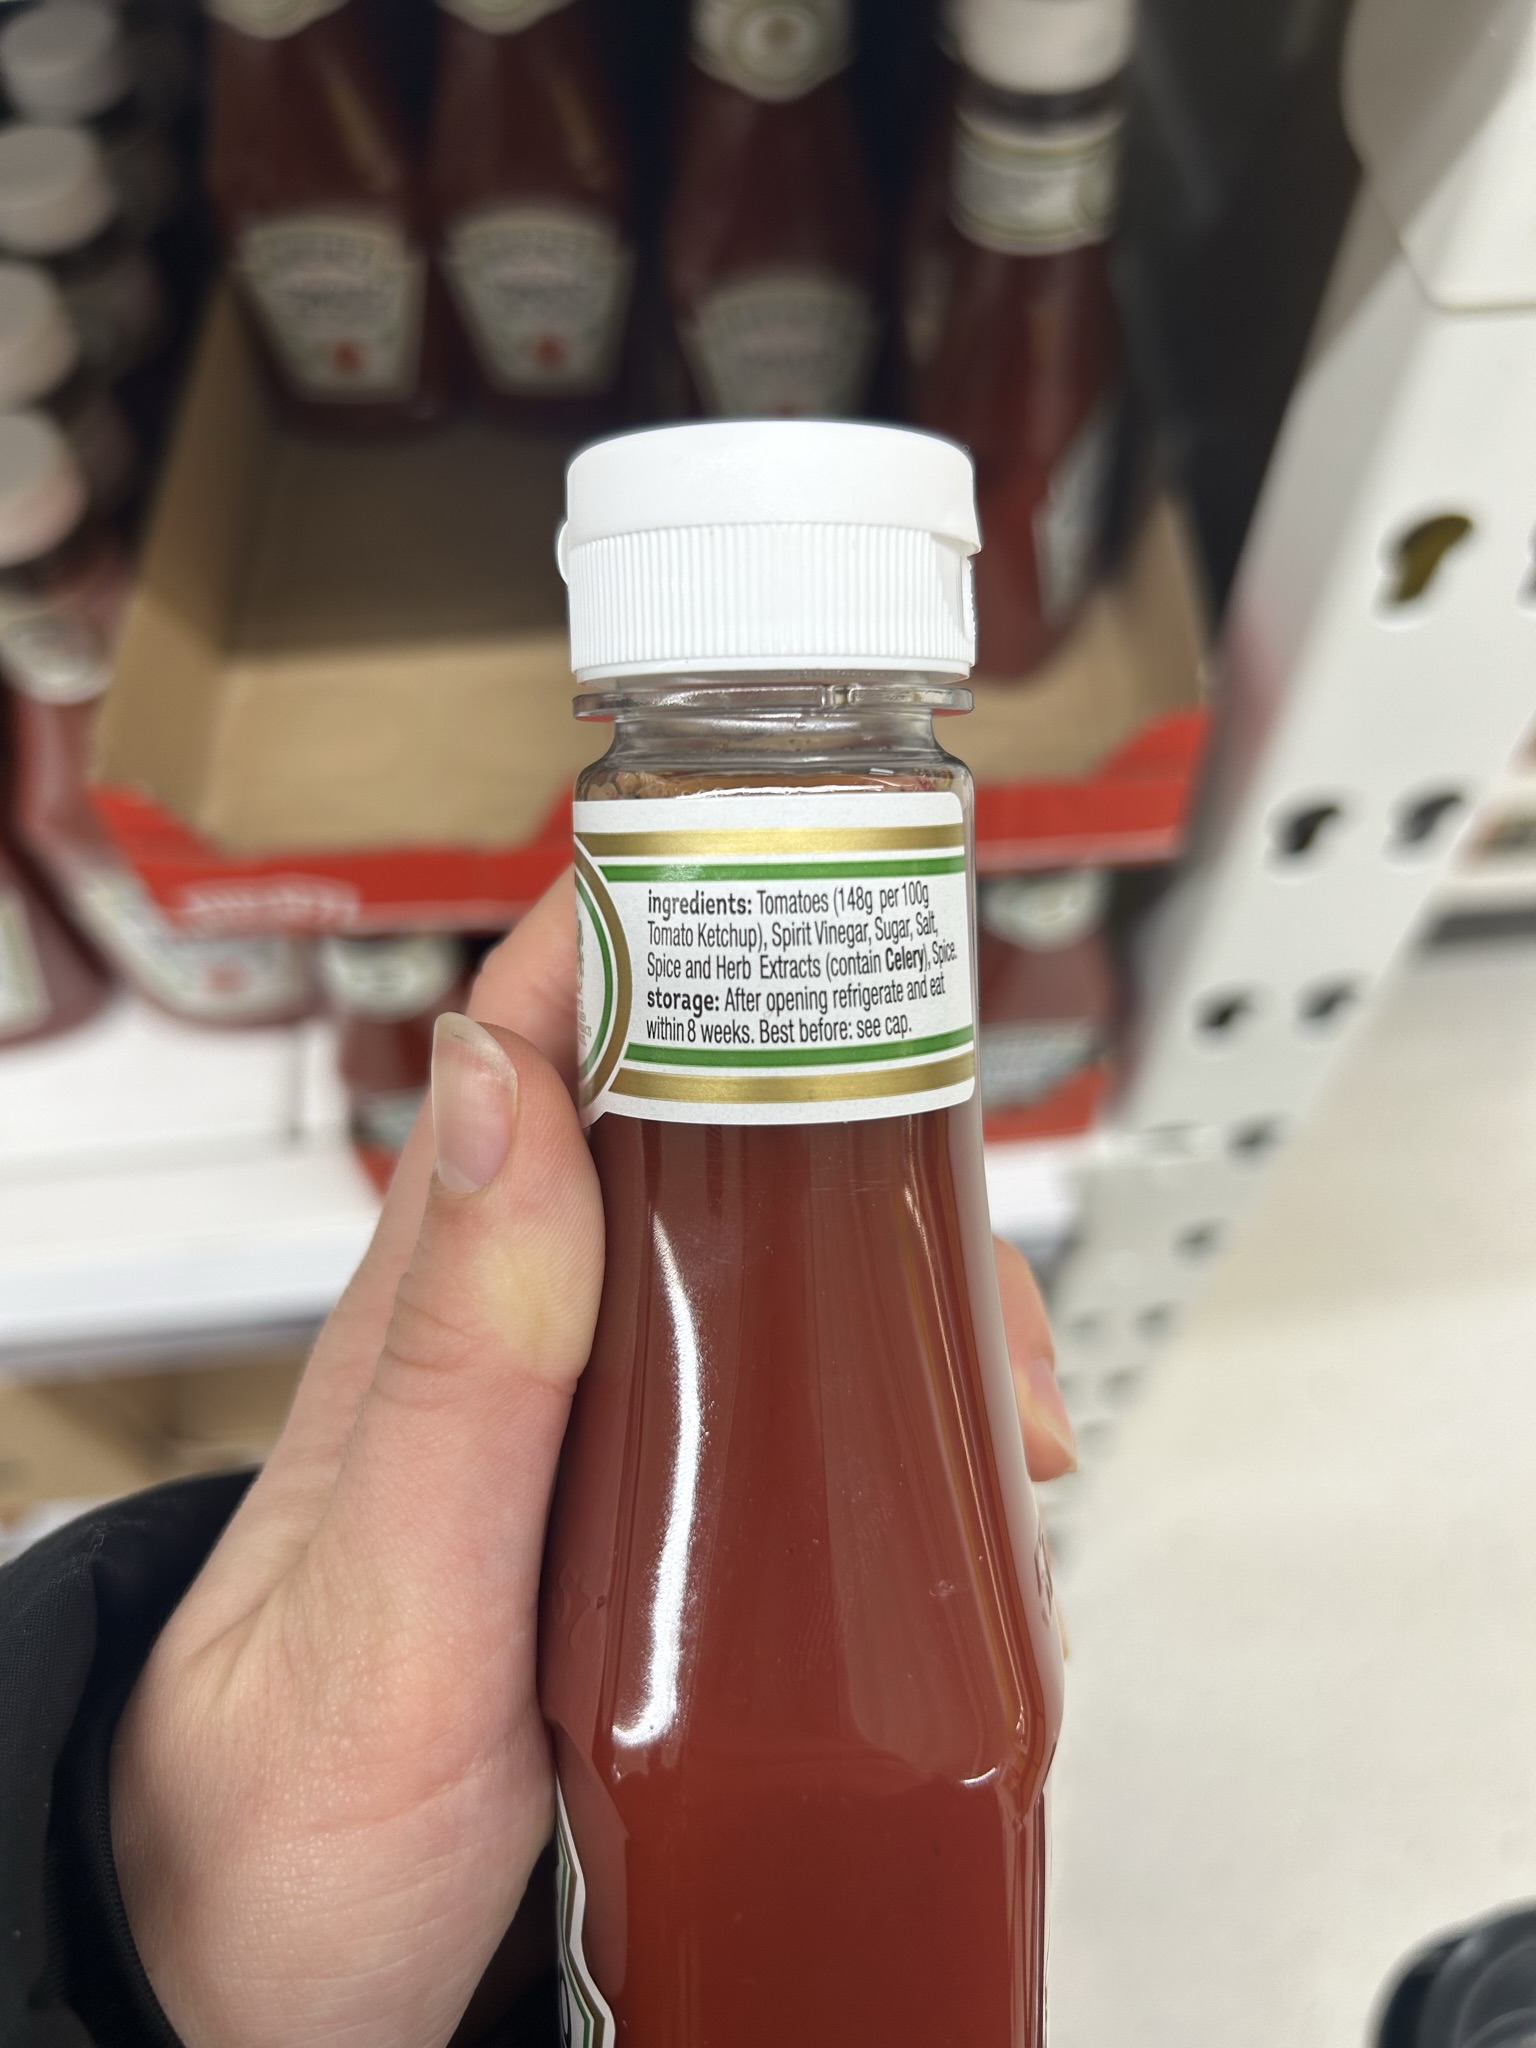 ingredients: Tomatoes (148g per 100g
Tomato Ketchup), Spirit Vinegar, Sugar, Salt,
Spice and Herb Extracts (contain Celery), Spice.
storage: After opening refrigerate and eat
within 8 weeks. Best before: see cap.